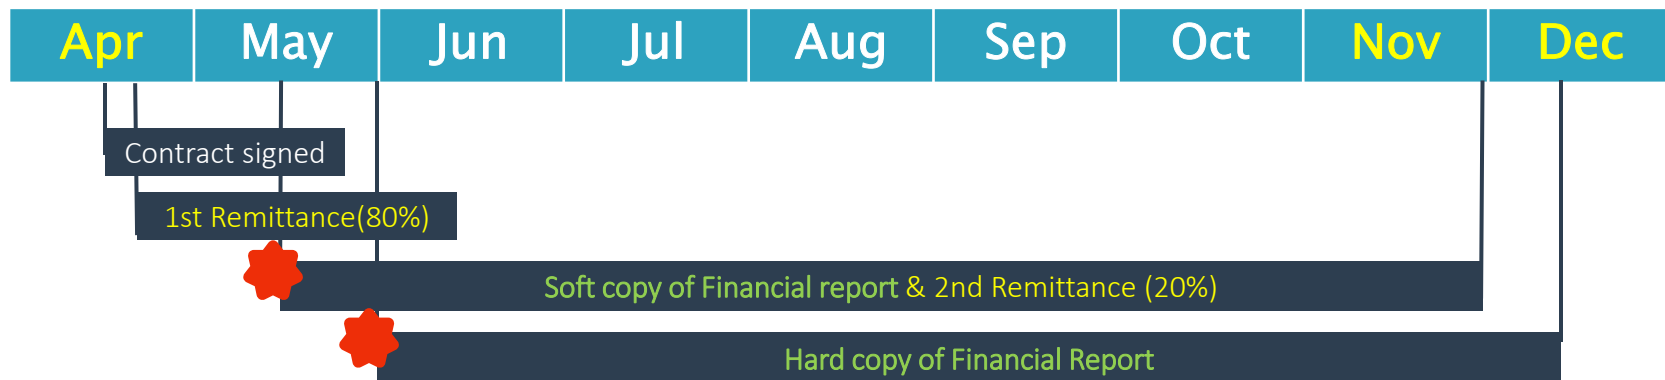 Apr May Jun Jul Aug Sep Oct Nov Dec
Contract signed
1st Remittance(80%)
Soft copy of Financial report & 2nd Remittance (20%)
Hard copy of Financial Report